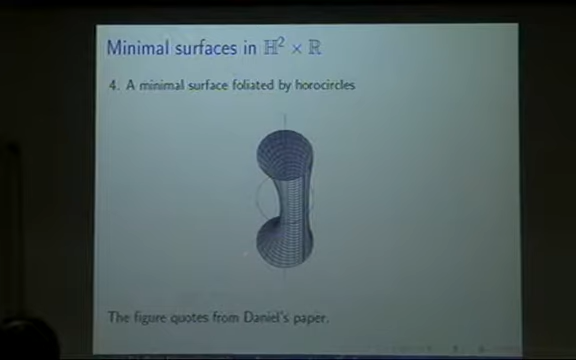 Minimal surfaces in ℍ² × ℝ
4. A minimal surface foliated by horocircles
The figure quotes from Daniel's paper.